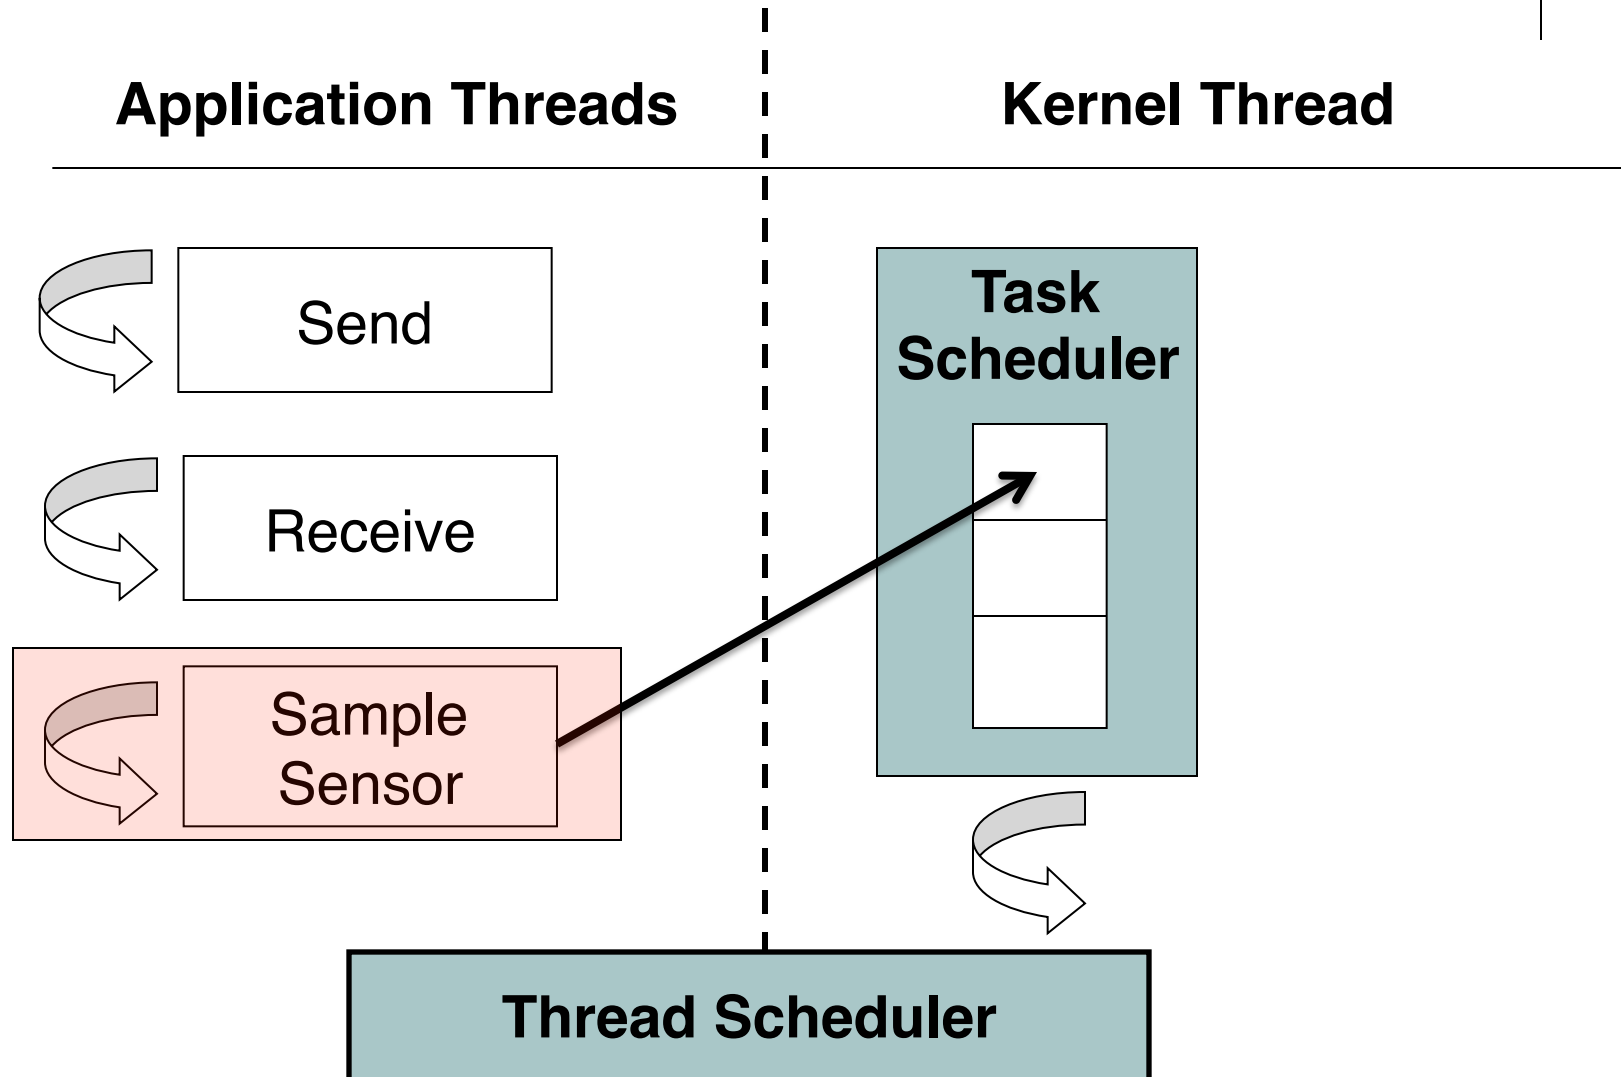 Application Threads
Kernel Thread
Send
Receive
Sample
Sensor
Task
Scheduler
Thread Scheduler